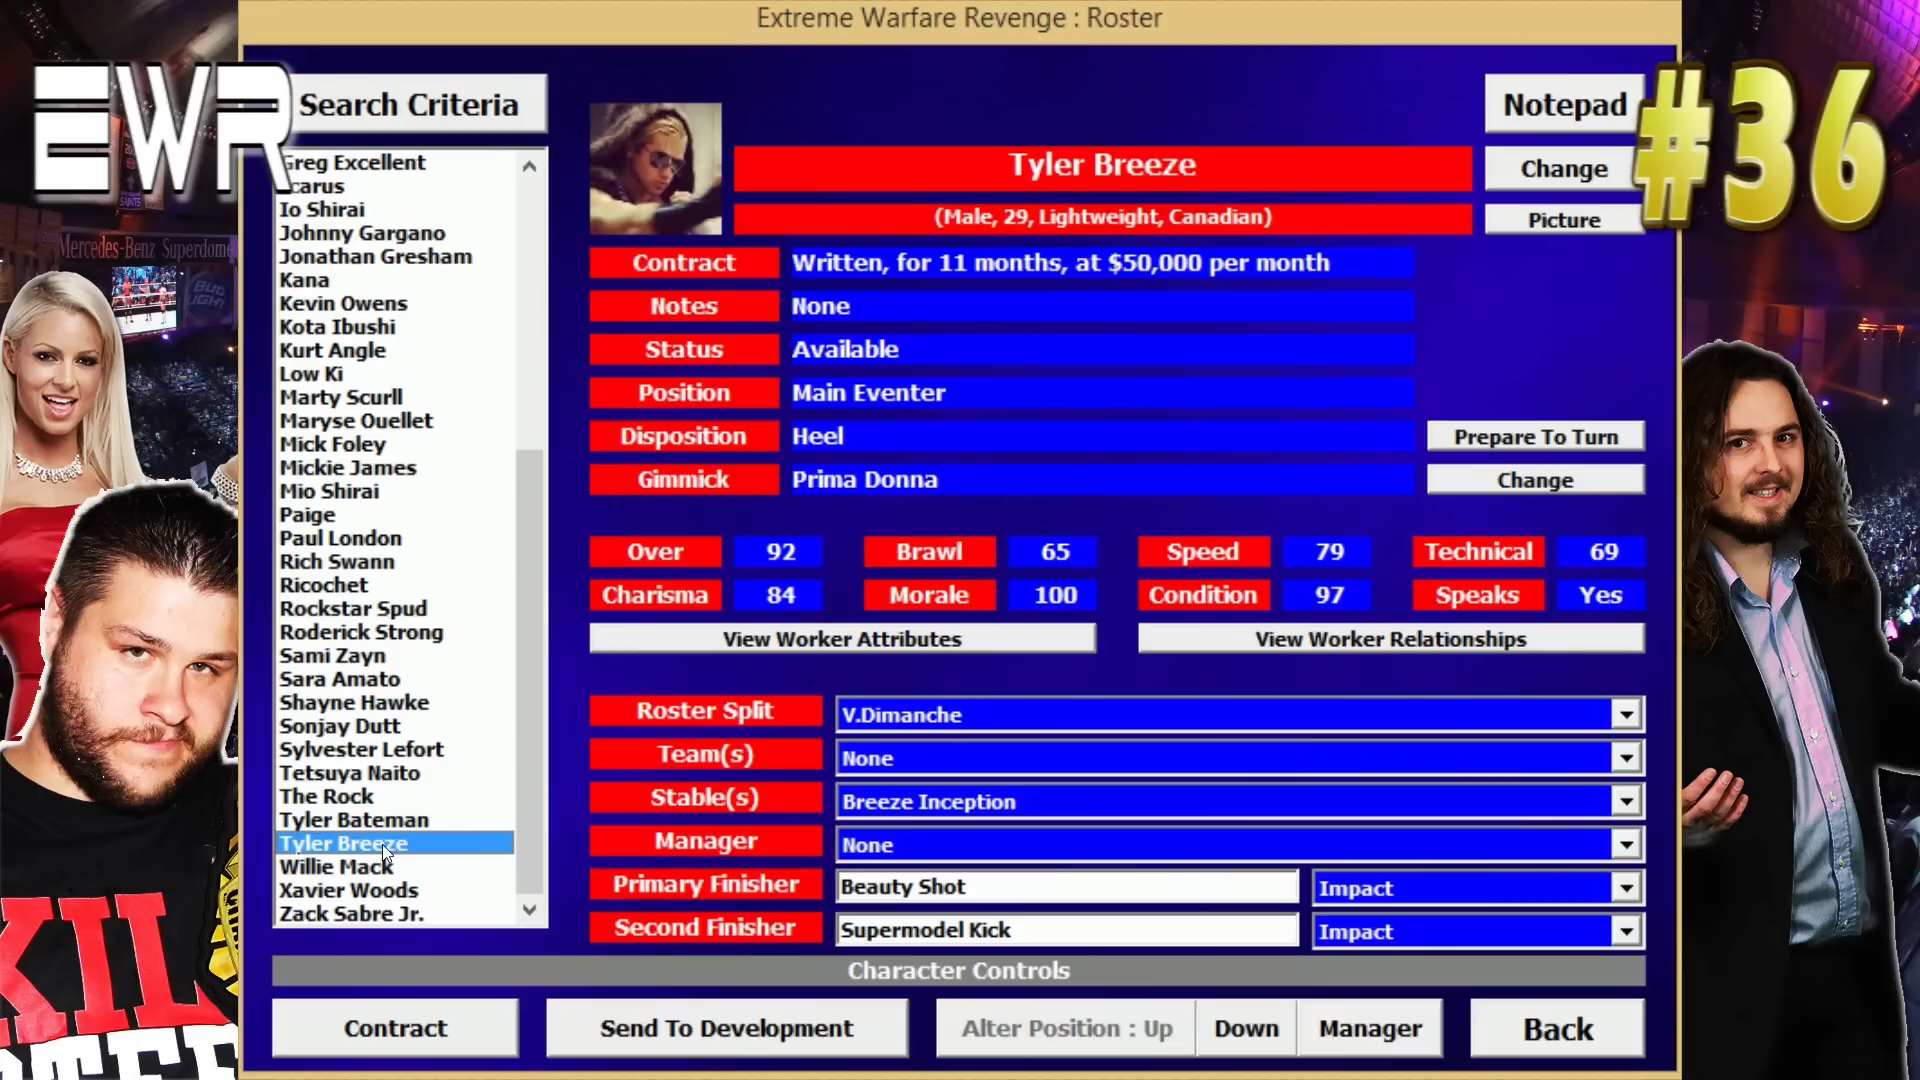 Extreme Warfare Revenge : Roster
EWR
Search Criteria
Notepad
#36
Greg Excellent
Icarus
Io Shirai
Johnny Gargano
Jonathan Gresham
Kana
Kevin Owens
Kota Ibushi
Kurt Angle
Low Ki
Marty Scurll
Maryse Ouellet
Mick Foley
Mickie James
Mio Shirai
Paige
Paul London
Rich Swann
Ricochet
Rockstar Spud
Roderick Strong
Sami Zayn
Sara Amato
Shayne Hawke
Sonjay Dutt
Sylvester Lefort
Tetsuya Naito
The Rock
Tyler Bateman
Tyler Breeze
Willie Mack
Xavier Woods
Zack Sabre Jr.
Tyler Breeze
Change
(Male, 29, Lightweight, Canadian)
Picture
Contract Written, for 11 months, at $50,000 per month
Notes None
Status Available
Position Main Eventer
Disposition Heel Prepare To Turn
Gimmick Prima Donna Change
Over 92 Brawl 65 Speed 79 Technical 69
Charisma 84 Morale 100 Condition 97 Speaks Yes
View Worker Attributes View Worker Relationships
Roster Split V.Dimanche
Team(s) None
Stable(s) Breeze Inception
Manager None
Primary Finisher Beauty Shot Impact
Second Finisher Supermodel Kick Impact
Character Controls
Contract Send To Development Alter Position : Up Down Manager Back
Mercedes-Benz Superdome
BUD LIGHT
SAINTS
KILL